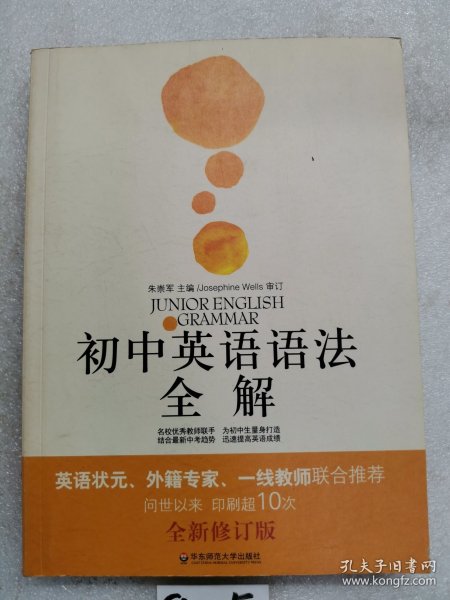 朱崇军 主编/Josephine Wells 审订
JUNIOR ENGLISH
GRAMMAR
初中英语语法
全解
名校优秀教师联手 为初中生量身打造
结合最新中考趋势 迅速提高英语成绩
英语状元、外籍专家、一线教师联合推荐
问世以来 印刷超10次
全新修订版
华东师范大学出版社
EAST CHINA NORMAL UNIVERSITY PRESS
孔夫子旧书网
www.kongfz.com